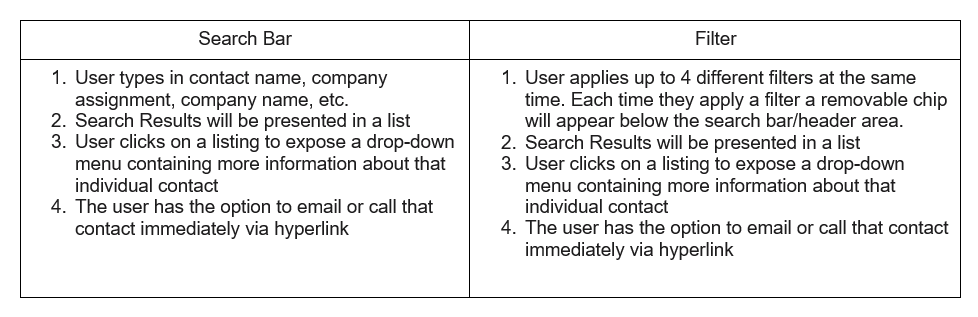 Search Bar
Filter
1. User types in contact name, company
assignment, company name, etc.
2. Search Results will be presented in a list
3. User clicks on a listing to expose a drop-down
menu containing more information about that
individual contact
4. The user has the option to email or call that
contact immediately via hyperlink
1. User applies up to 4 different filters at the same
time. Each time they apply a filter a removable chip
will appear below the search bar/header area.
2. Search Results will be presented in a list
3. User clicks on a listing to expose a drop-down
menu containing more information about that
individual contact
4. The user has the option to email or call that contact
immediately via hyperlink